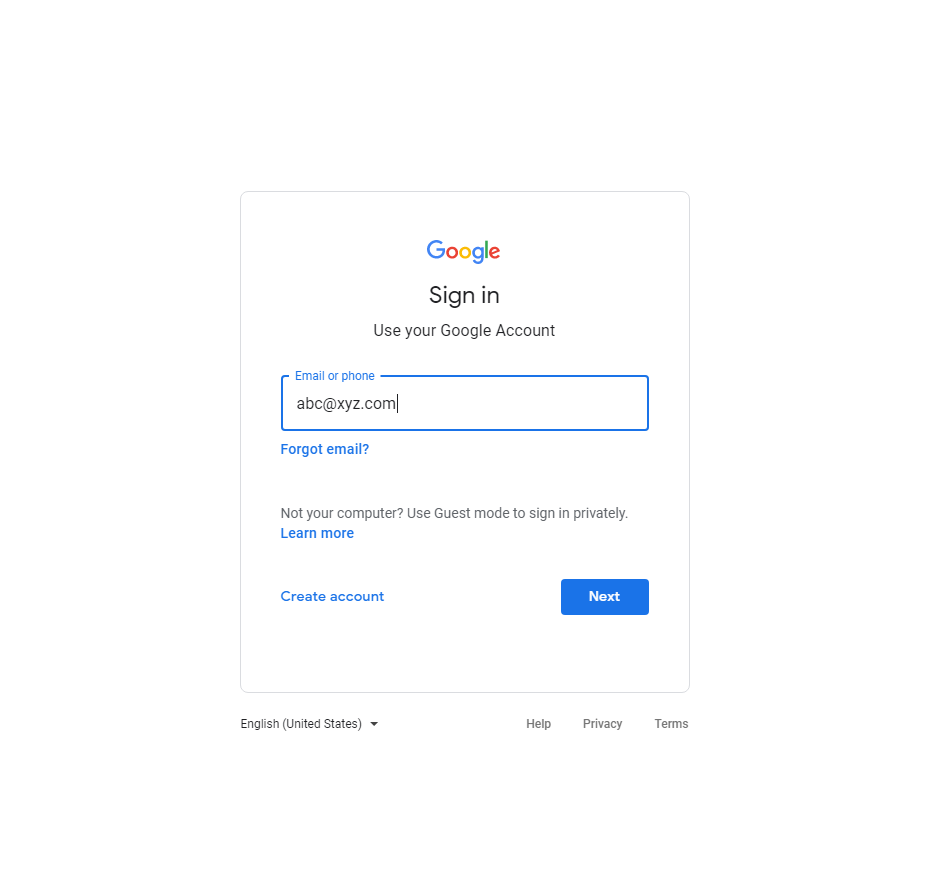 Google
Sign in
Use your Google Account
Email or phone
abc@xyz.com
Forgot email?
Not your computer? Use Guest mode to sign in privately.
Learn more
Create account
Next
English (United States)
Help
Privacy
Terms